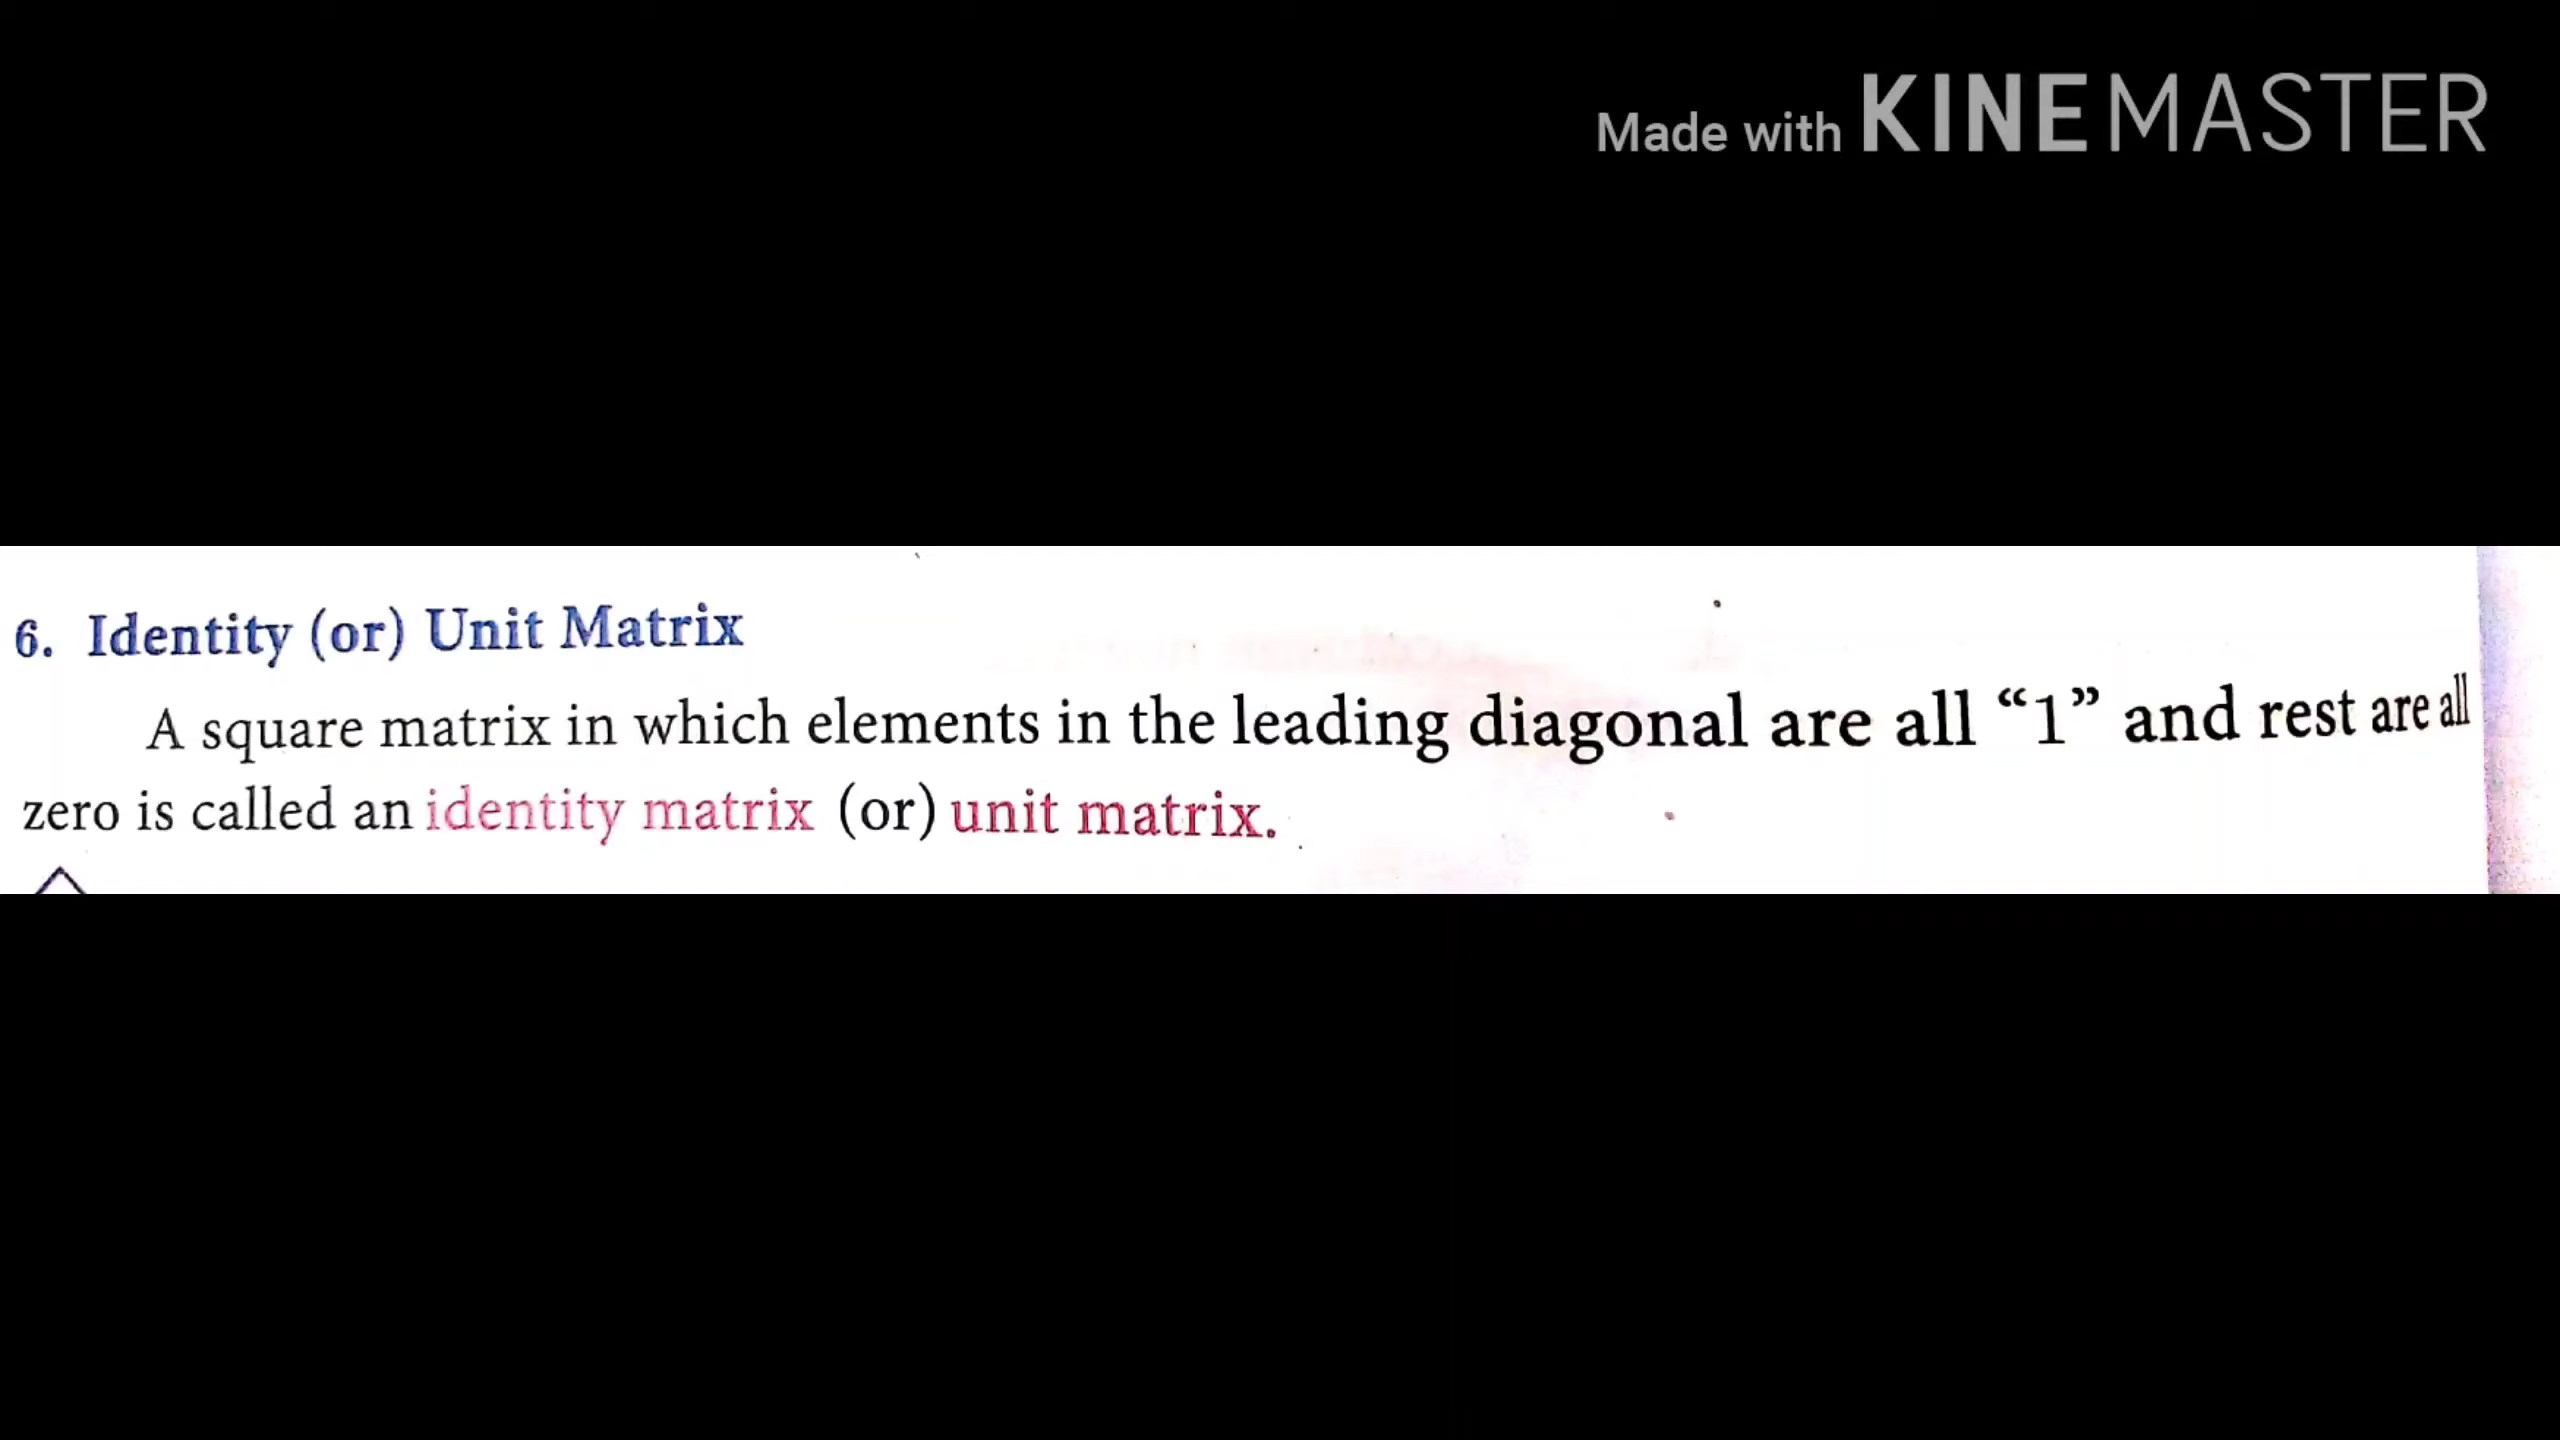 Made with KINEMASTER
6. Identity (or) Unit Matrix
A square matrix in which elements in the leading diagonal are all “1” and rest are all
zero is called an identity matrix (or) unit matrix.